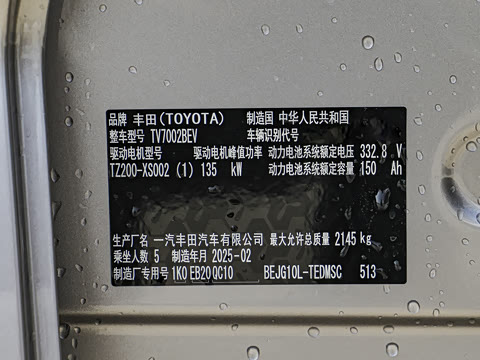 品牌 丰田(TOYOTA) 制造国 中华人民共和国
整车型号 TV7002BEV 车辆识别代号
驱动电机型号 驱动电机峰值功率 动力电池系统额定电压 332.8 V
TZ200-XS002 (1) 135 kW 动力电池系统额定容量 150 Ah
生产厂名 一汽丰田汽车有限公司 最大允许总质量 2145 kg
乘坐人数 5 制造年月 2025-02
制造厂专用号 1K0 EB20 QC10 BEJG10L-TEDMSC 513